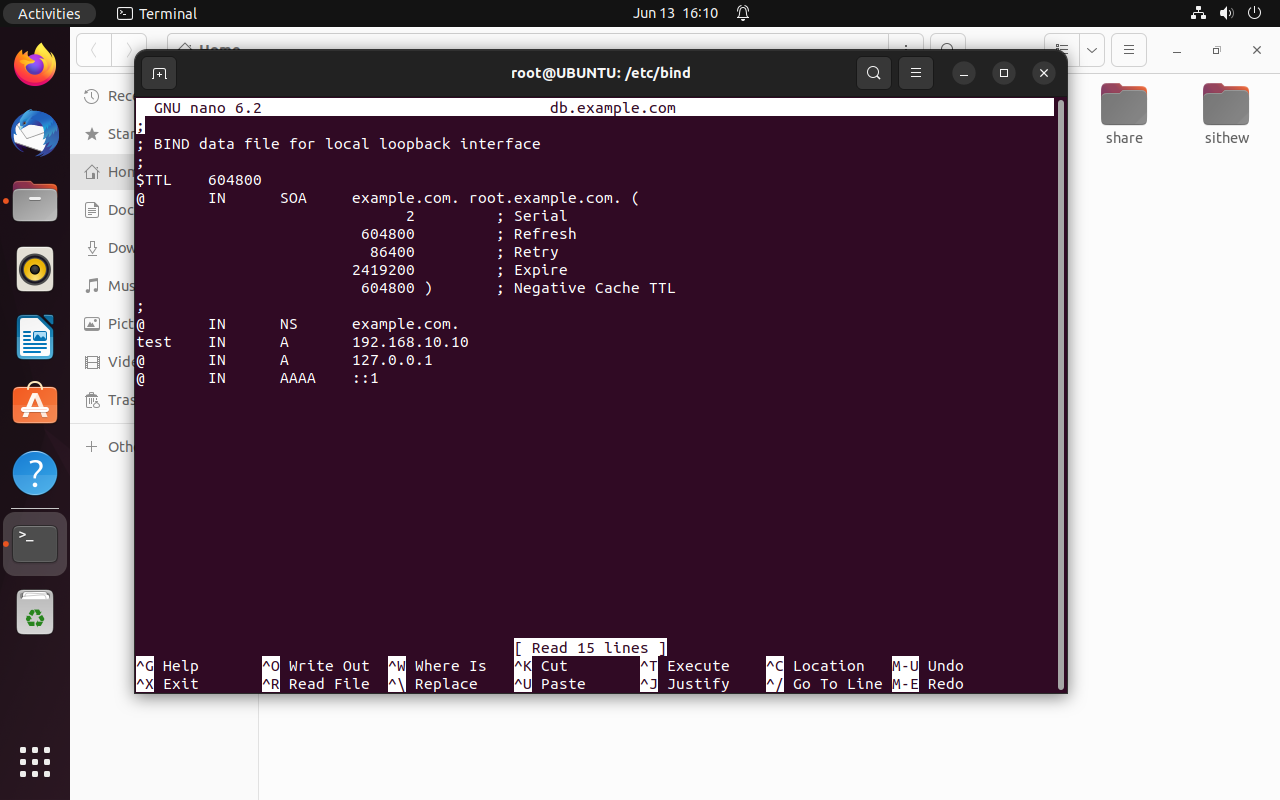 Activities Terminal Jun 13 16:10
Home
root@UBUNTU: /etc/bind
Rec
Star
Hom
Doc
Dow
Mus
Pict
Vide
Tras
Othe
share
sithew
GNU nano 6.2 db.example.com
;
; BIND data file for local loopback interface
;
$TTL 604800
@ IN SOA example.com. root.example.com. (
2 ; Serial
604800 ; Refresh
86400 ; Retry
2419200 ; Expire
604800 ) ; Negative Cache TTL
;
@ IN NS example.com.
test IN A 192.168.10.10
@ IN A 127.0.0.1
@ IN AAAA ::1
[ Read 15 lines ]
^G Help ^O Write Out ^W Where Is ^K Cut ^T Execute ^C Location M-U Undo
^X Exit ^R Read File ^\ Replace ^U Paste ^J Justify ^/ Go To Line M-E Redo